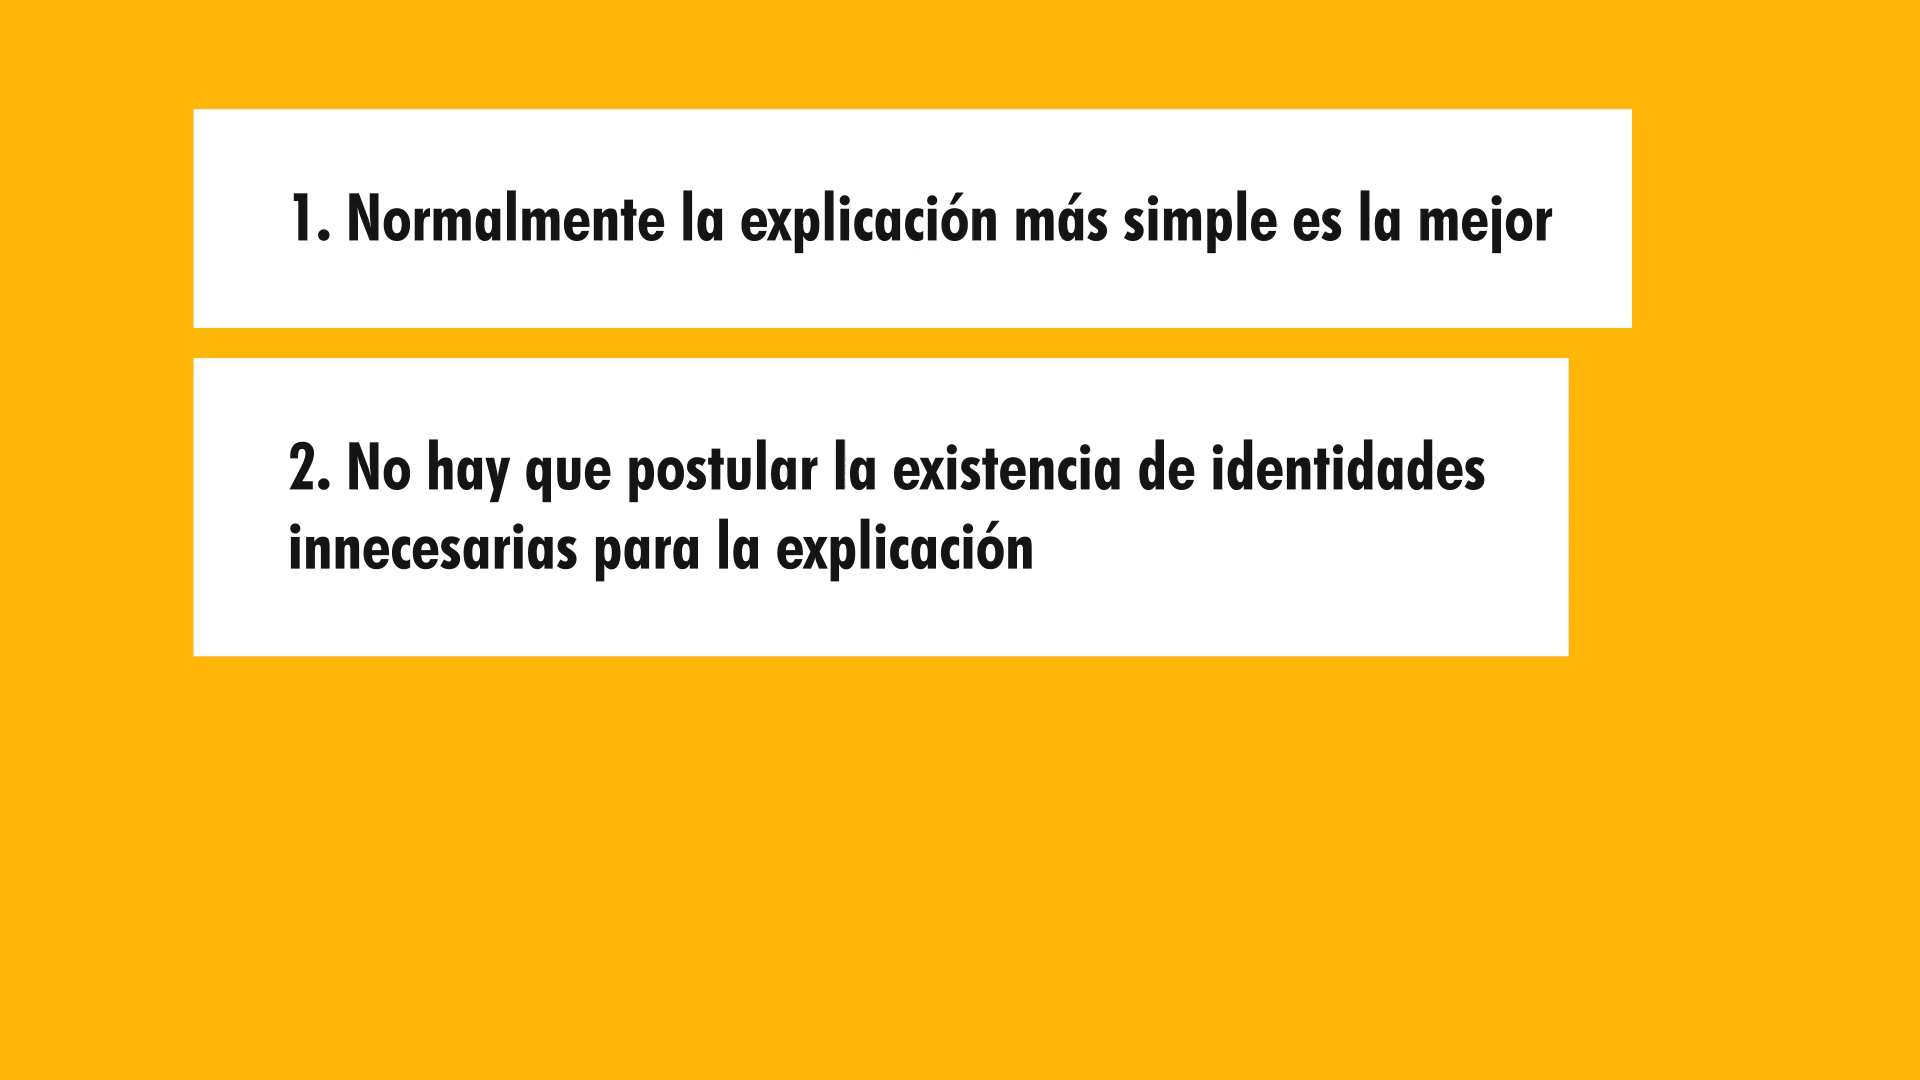 1. Normalmente la explicación más simple es la mejor
2. No hay que postular la existencia de identidades
innecesarias para la explicación